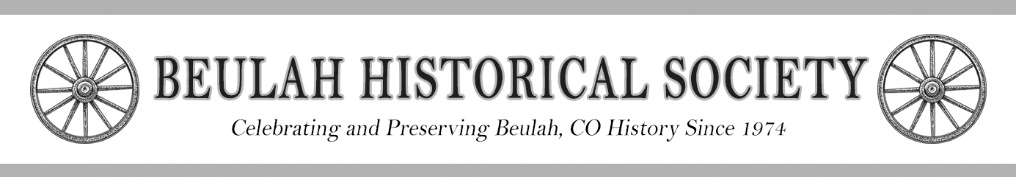 BEULAH HISTORICAL SOCIETY
Celebrating and Preserving Beulah, CO History Since 1974